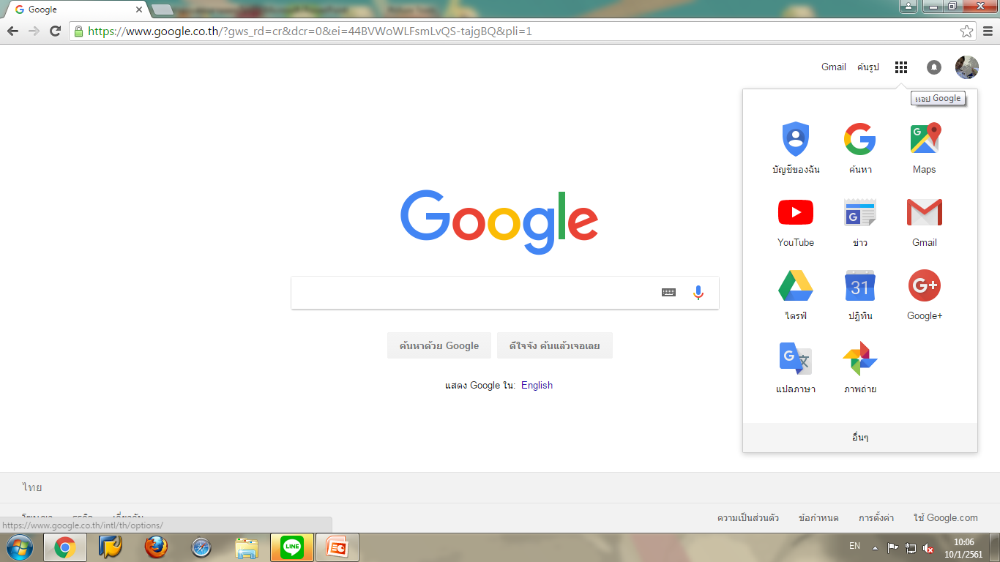 Google
https://www.google.co.th/?gws_rd=cr&dcr=0&ei=44BVWoWLFsmLvQS-tajgBQ&pli=1
Gmail ค้นรูป
แอป Google
บัญชีของฉัน ค้นหา Maps
YouTube ข่าว Gmail
31 G+
ไดรฟ์ ปฏิทิน Google+
แปลภาษา ภาพถ่าย
อื่นๆ
Google
ค้นหาด้วย Google ดีใจจัง ค้นแล้วเจอเลย
แสดง Google ใน: English
ไทย
ความเป็นส่วนตัว ข้อกำหนด การตั้งค่า ใช้ Google.com
https://www.google.co.th/intl/th/options/
LINE
EN
10:06
10/1/2561